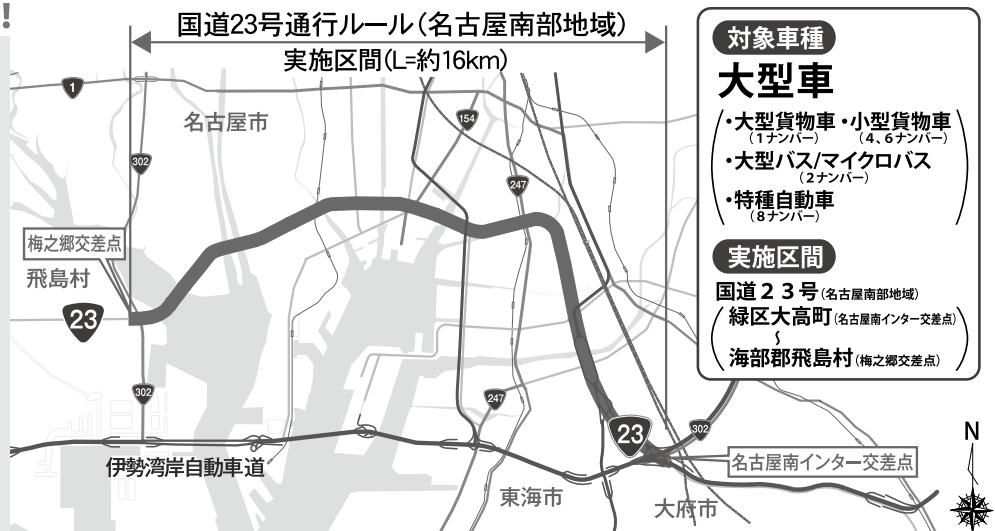 !
国道23号通行ルール(名古屋南部地域)
実施区間(L=約16km)
1
名古屋市
154
302
247
梅之郷交差点
飛島村
23
302
247
23
302
伊勢湾岸自動車道
東海市
大府市
名古屋南インター交差点
N
対象車種
大型車
・大型貨物車・小型貨物車
(1ナンバー) (4、6ナンバー)
・大型バス/マイクロバス
(2ナンバー)
・特種自動車
(8ナンバー)
実施区間
国道23号(名古屋南部地域)
緑区大高町(名古屋南インター交差点)
~
海部郡飛島村(梅之郷交差点)